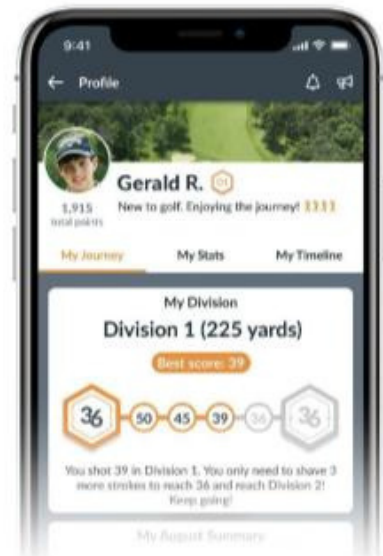 9:41
Profile
Gerald R.
1,915
total points
New to golf. Enjoying the journey!
My Journey My Stats My Timeline
My Division
Division 1 (225 yards)
Best score: 39
36 50 45 39 36 36
You shot 39 in Division 1. You only need to shave 3
more strokes to reach 36 and reach Division 2!
Keep going!
My August Summary